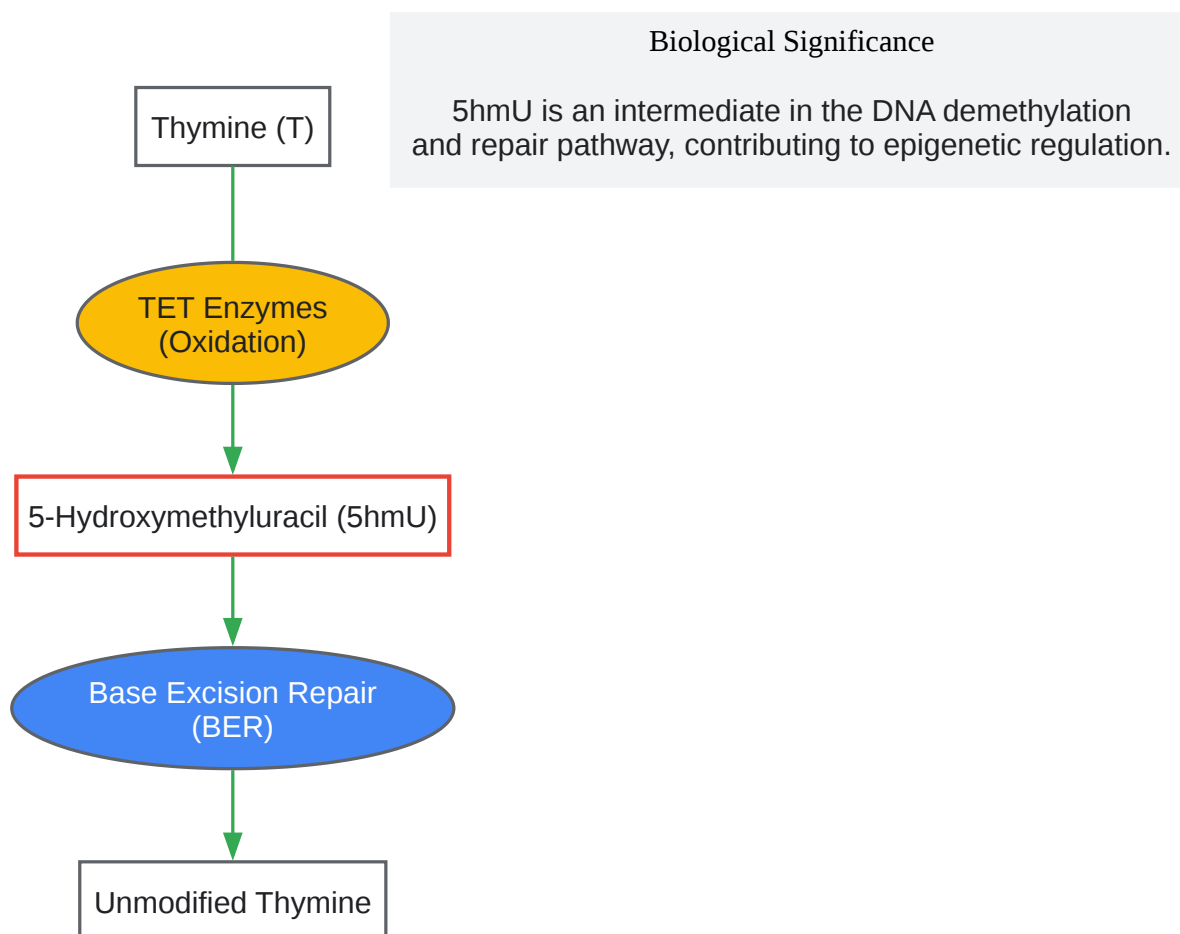 Biological Significance
5hmU is an intermediate in the DNA demethylation
and repair pathway, contributing to epigenetic regulation.
Thymine (T)
TET Enzymes
(Oxidation)
5-Hydroxymethyluracil (5hmU)
Base Excision Repair
(BER)
Unmodified Thymine